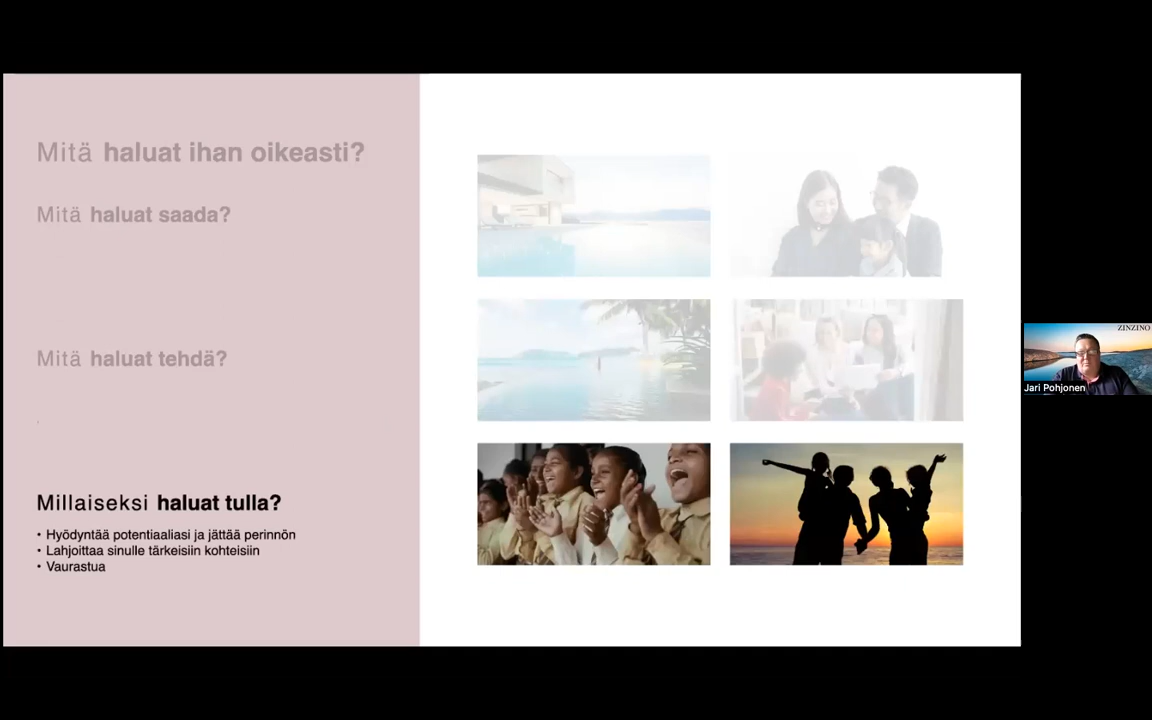 Mitä haluat ihan oikeasti?
Mitä haluat saada?
Mitä haluat tehdä?
Millaiseksi haluat tulla?
• Hyödyntää potentiaaliasi ja jättää perinnön
• Lahjoittaa sinulle tärkeisiin kohteisiin
• Vaurastua
ZINZINO
Jari Pohjonen